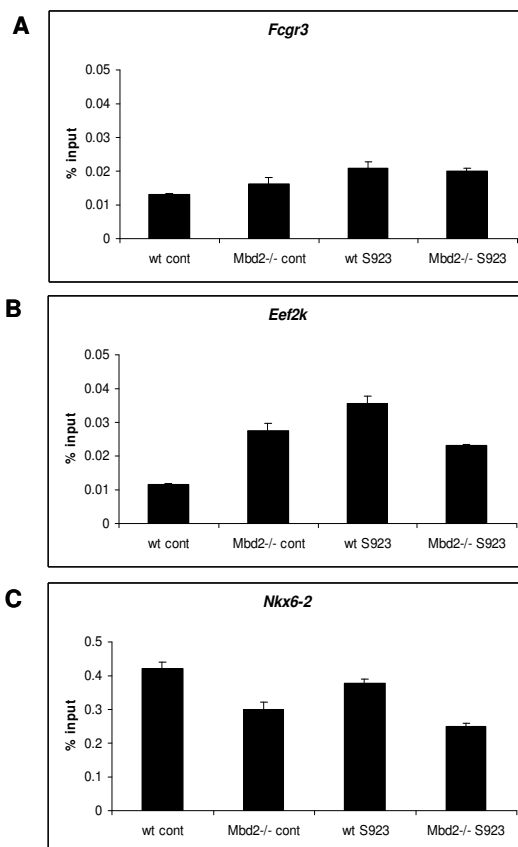 A
Fcgr3
% input
0.05
0.04
0.03
0.02
0.01
0
wt cont Mbd2-/- cont wt S923 Mbd2-/- S923
B
Eef2k
% input
0.05
0.04
0.03
0.02
0.01
0
wt cont Mbd2-/- cont wt S923 Mbd2-/- S923
C
Nkx6-2
% input
0.5
0.4
0.3
0.2
0.1
0
wt cont Mbd2-/- cont wt S923 Mbd2-/- S923